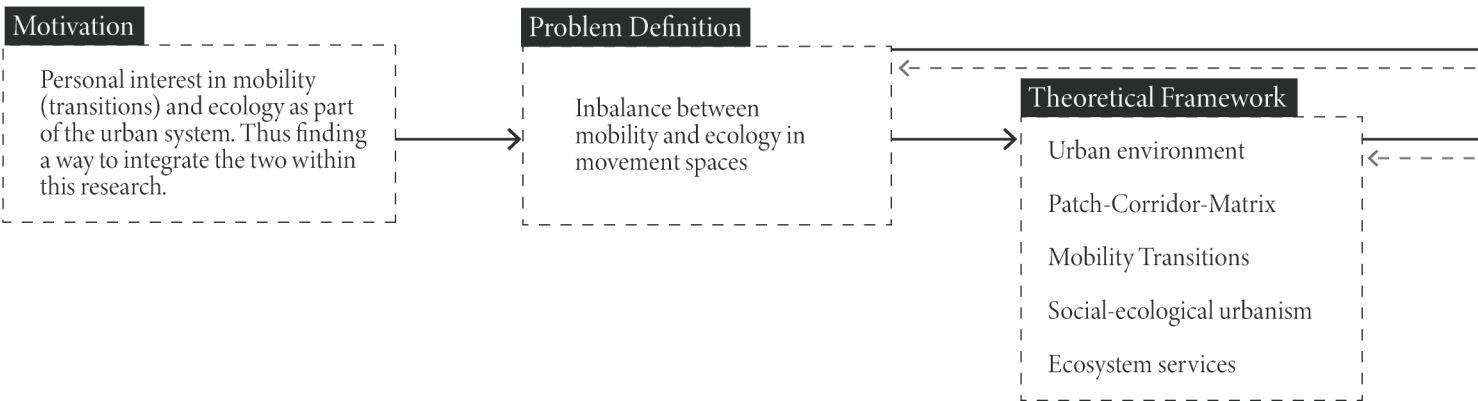 Motivation
Personal interest in mobility
(transitions) and ecology as part
of the urban system. Thus finding
a way to integrate the two within
this research.
Problem Definition
Inbalance between
mobility and ecology in
movement spaces
Theoretical Framework
Urban environment
Patch-Corridor-Matrix
Mobility Transitions
Social-ecological urbanism
Ecosystem services